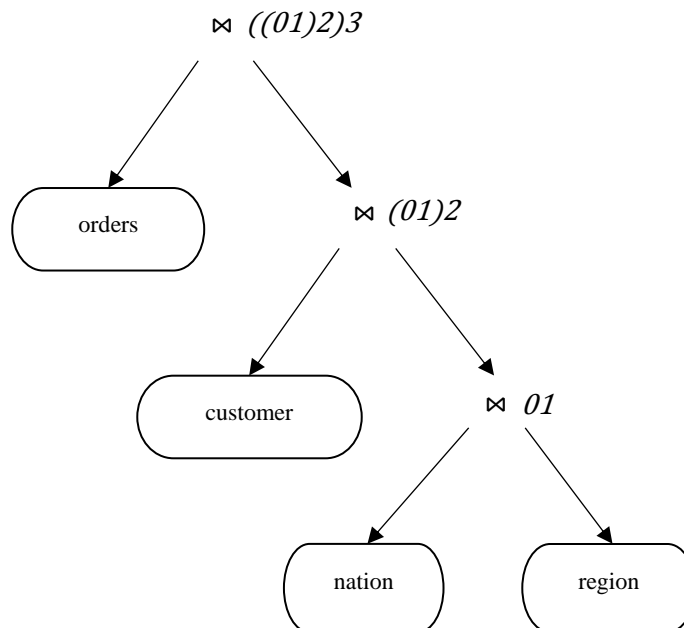 ⋈ ((01)2)3
orders
⋈ (01)2
customer
⋈ 01
nation
region